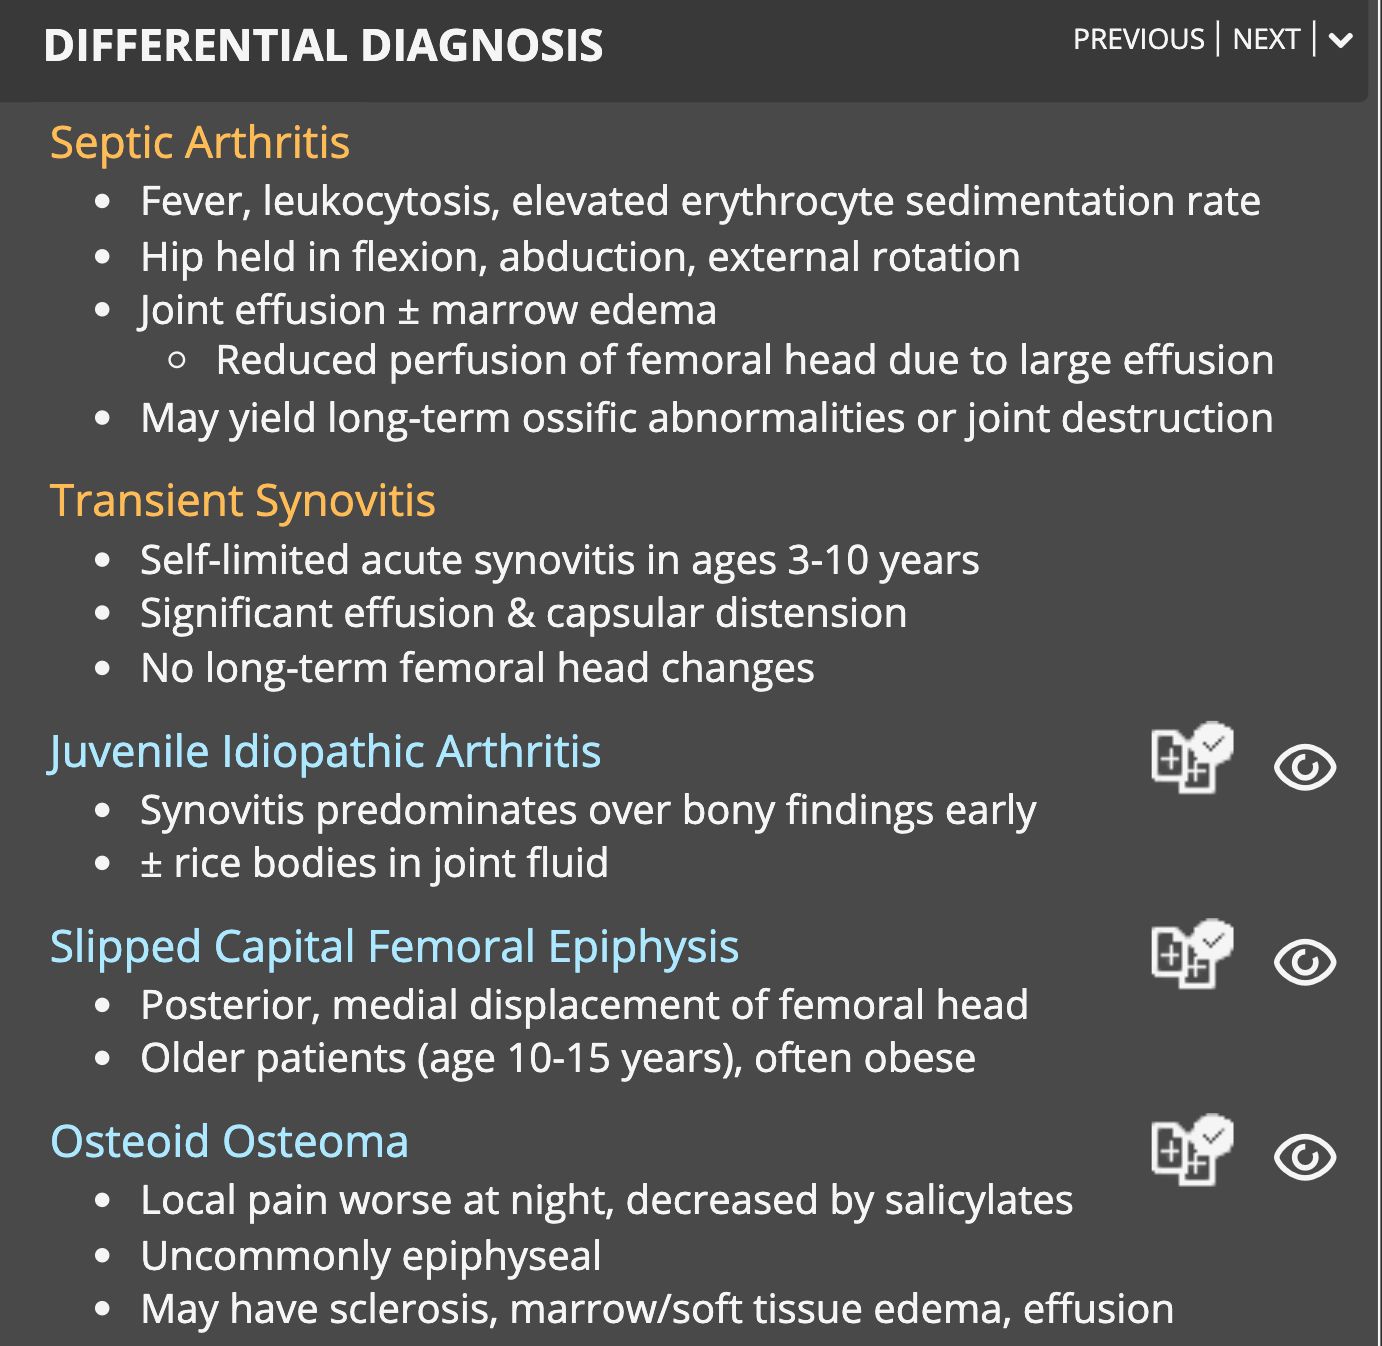 DIFFERENTIAL DIAGNOSIS
PREVIOUS | NEXT |
Septic Arthritis
• Fever, leukocytosis, elevated erythrocyte sedimentation rate
• Hip held in flexion, abduction, external rotation
• Joint effusion ± marrow edema
○ Reduced perfusion of femoral head due to large effusion
• May yield long-term ossific abnormalities or joint destruction
Transient Synovitis
• Self-limited acute synovitis in ages 3-10 years
• Significant effusion & capsular distension
• No long-term femoral head changes
Juvenile Idiopathic Arthritis
• Synovitis predominates over bony findings early
• ± rice bodies in joint fluid
Slipped Capital Femoral Epiphysis
• Posterior, medial displacement of femoral head
• Older patients (age 10-15 years), often obese
Osteoid Osteoma
• Local pain worse at night, decreased by salicylates
• Uncommonly epiphyseal
• May have sclerosis, marrow/soft tissue edema, effusion